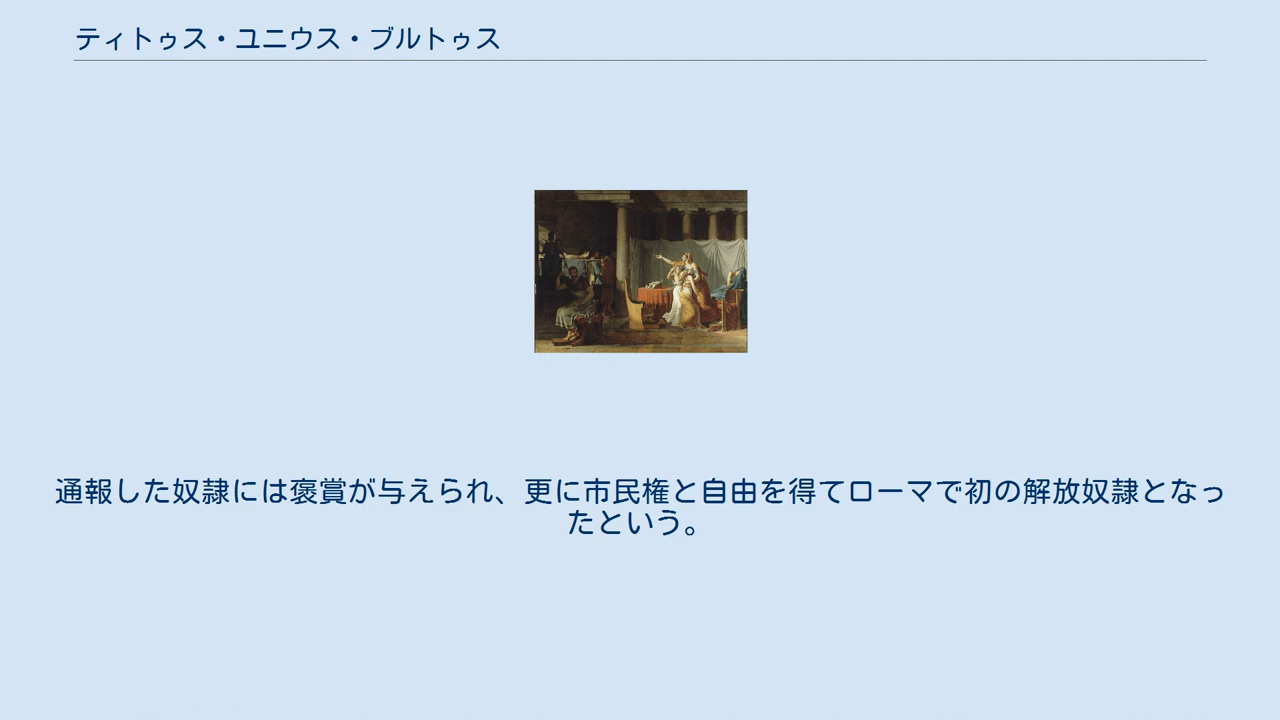 ティトゥス・ユニウス・ブルトゥス
通報した奴隷には褒賞が与えられ、更に市民権と自由を得てローマで初の解放奴隷となっ
たという。